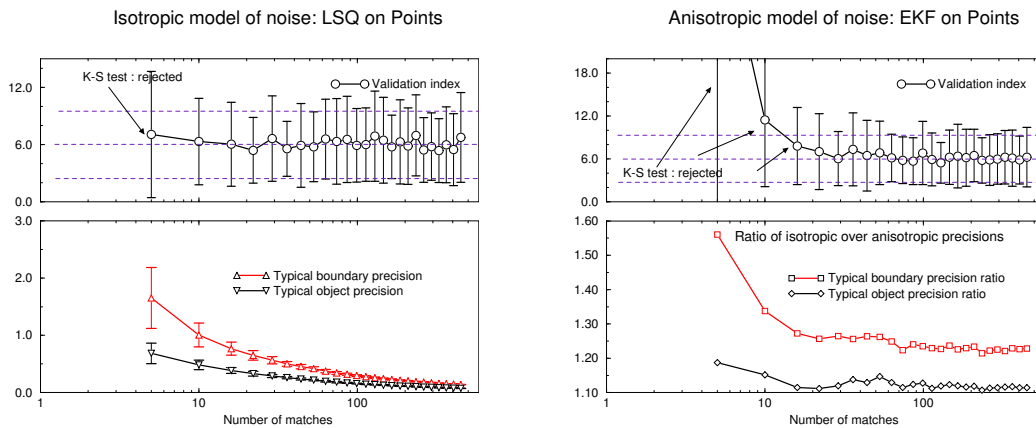 Isotropic model of noise: LSQ on Points
12.0
6.0
0.0
K-S test : rejected
Validation index
3.0
2.0
1.0
0.0
Typical boundary precision
Typical object precision
1
10
100
Number of matches
Anisotropic model of noise: EKF on Points
18.0
12.0
6.0
0.0
Validation index
K-S test : rejected
1.60
1.50
1.40
1.30
1.20
1.10
Ratio of isotropic over anisotropic precisions
Typical boundary precision ratio
Typical object precision ratio
1
10
100
Number of matches